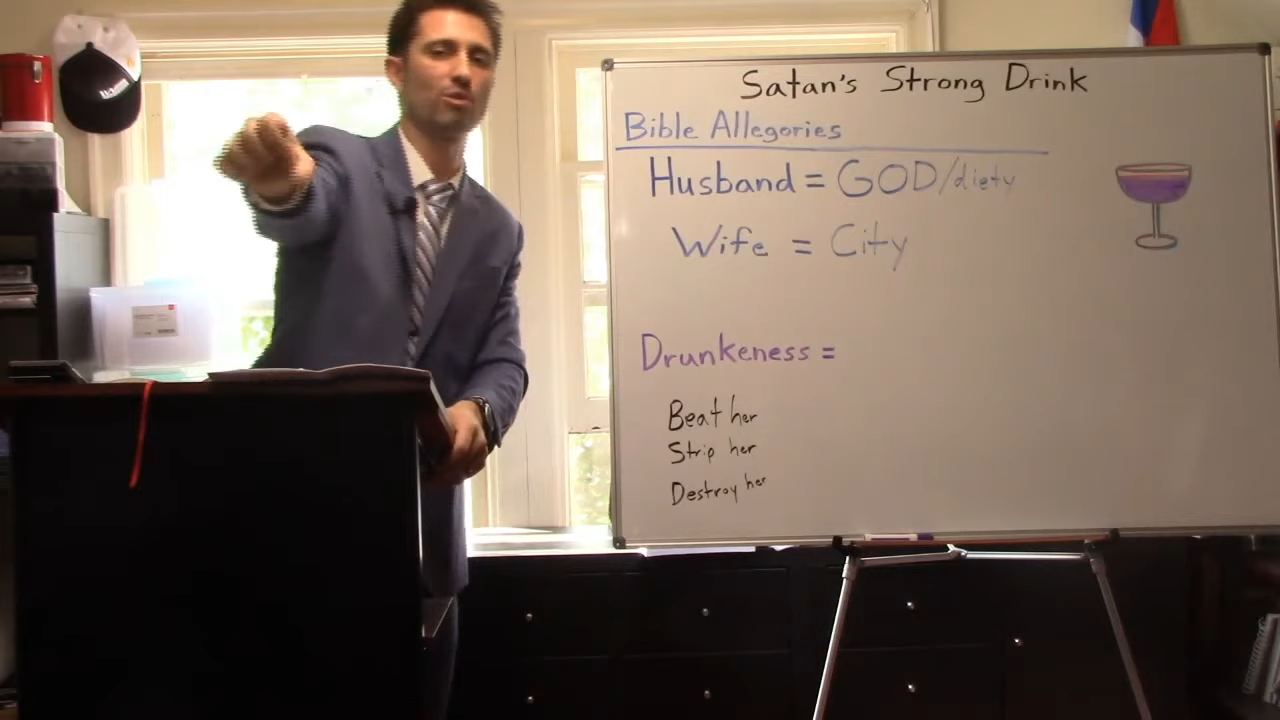 Satan's Strong Drink
Bible Allegories
Husband = GOD/diety
Wife = City
Drunkeness =
Beat her
Strip her
Destroy her